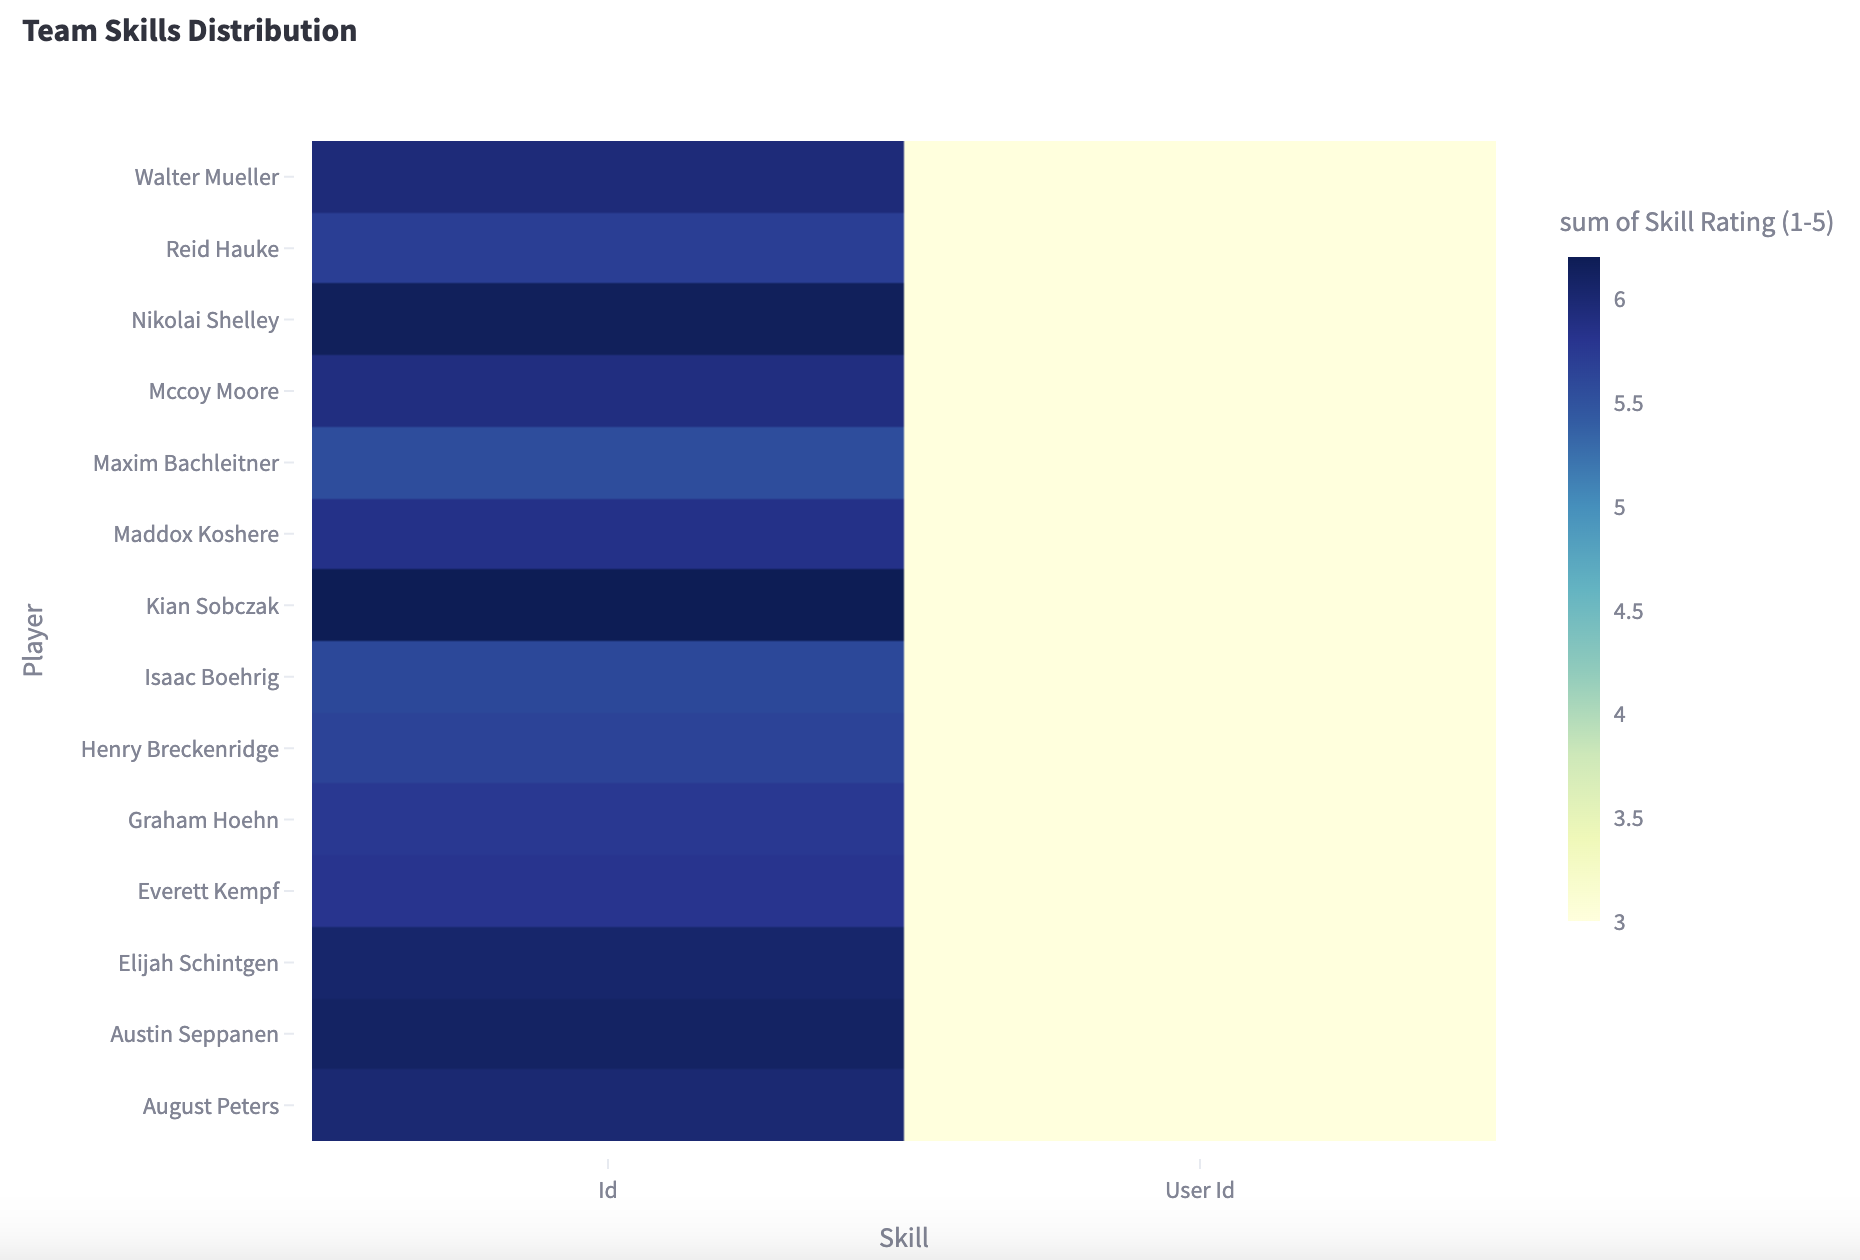 Team Skills Distribution
Walter Mueller
Reid Hauke
Nikolai Shelley
Mccoy Moore
Maxim Bachleitner
Maddox Koshere
Kian Sobczak
Isaac Boehrig
Henry Breckenridge
Graham Hoehn
Everett Kempf
Elijah Schintgen
Austin Seppanen
August Peters
Player
Id
User Id
Skill
sum of Skill Rating (1-5)
6
5.5
5
4.5
4
3.5
3